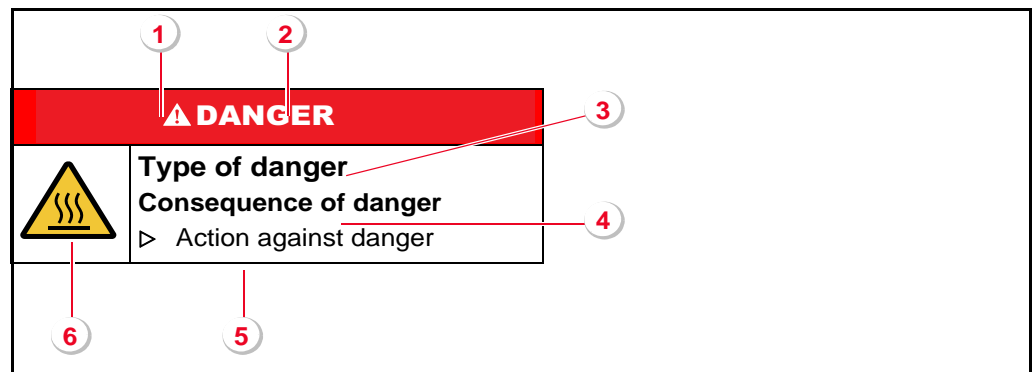 1 2
DANGER
3
Type of danger
Consequence of danger
4
Action against danger
6 5